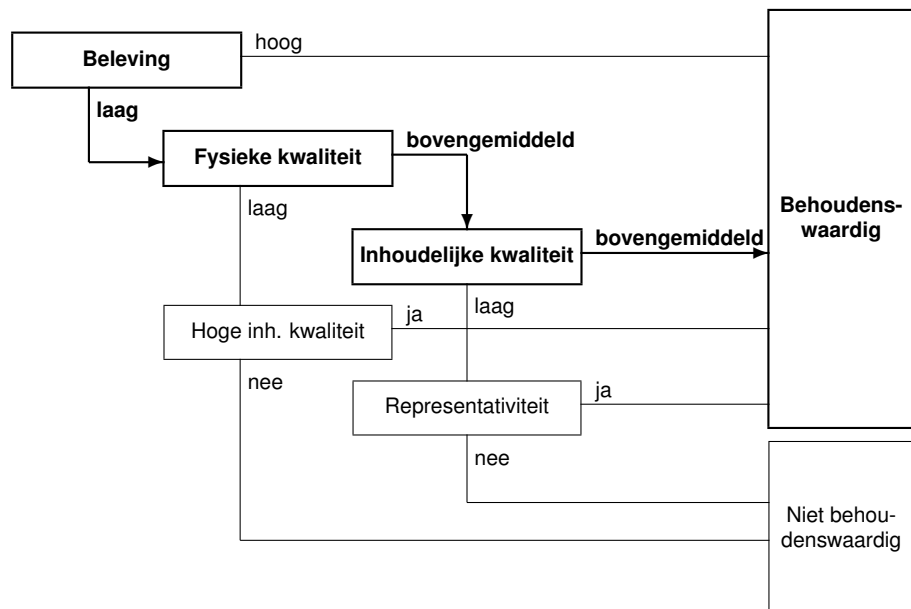 hoog
Beleving
laag
bovengemiddeld
Fysieke kwaliteit
laag
Behoudens-
waardig
bovengemiddeld
Inhoudelijke kwaliteit
laag
ja
Hoge inh. kwaliteit
nee
ja
Representativiteit
nee
Niet behou-
denswaardig